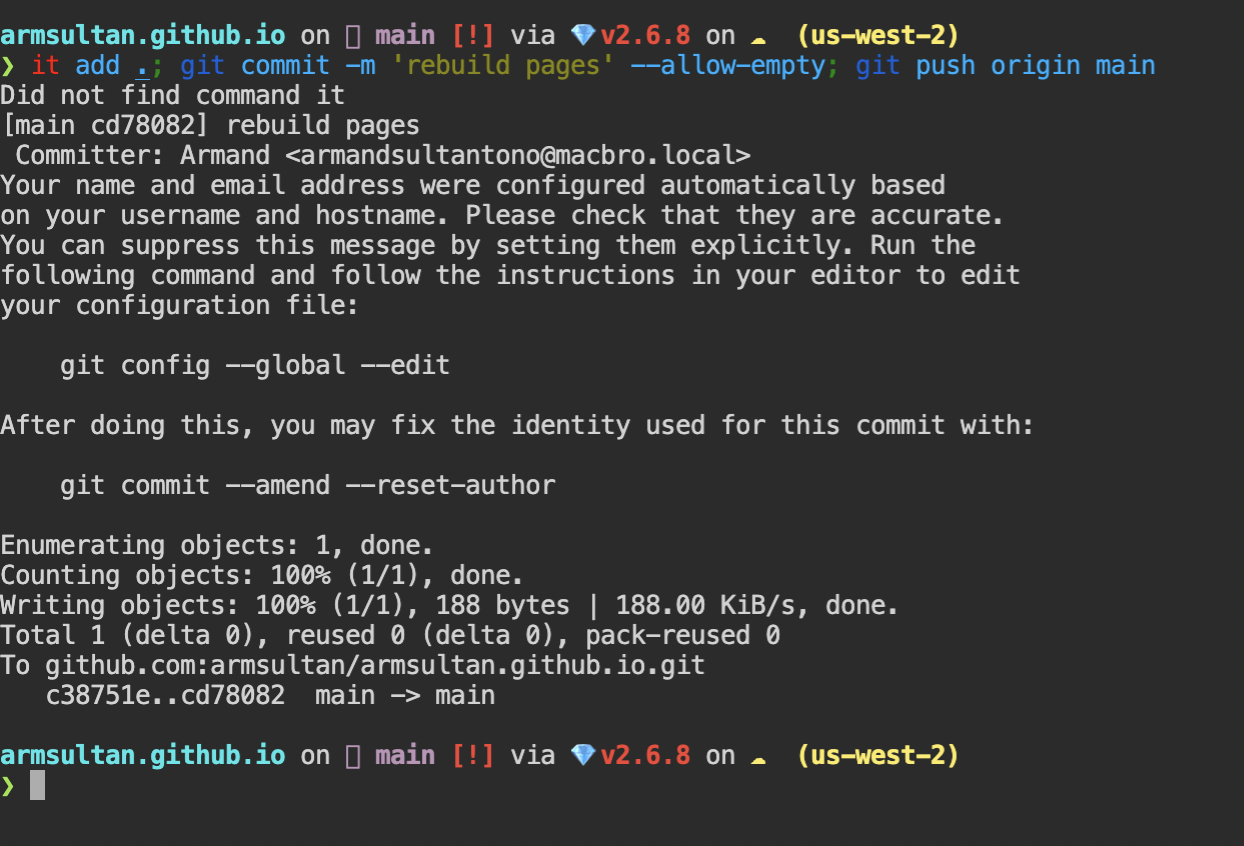 armsultan.github.io on  main [!] via 💎v2.6.8 on ☁ (us-west-2)
❯ it add .; git commit -m 'rebuild pages' --allow-empty; git push origin main
Did not find command it
[main cd78082] rebuild pages
 Committer: Armand <armandsultantono@macbro.local>
Your name and email address were configured automatically based
on your username and hostname. Please check that they are accurate.
You can suppress this message by setting them explicitly. Run the
following command and follow the instructions in your editor to edit
your configuration file:

    git config --global --edit

After doing this, you may fix the identity used for this commit with:

    git commit --amend --reset-author

Enumerating objects: 1, done.
Counting objects: 100% (1/1), done.
Writing objects: 100% (1/1), 188 bytes | 188.00 KiB/s, done.
Total 1 (delta 0), reused 0 (delta 0), pack-reused 0
To github.com:armsultan/armsultan.github.io.git
   c38751e..cd78082  main -> main

armsultan.github.io on  main [!] via 💎v2.6.8 on ☁ (us-west-2)
❯